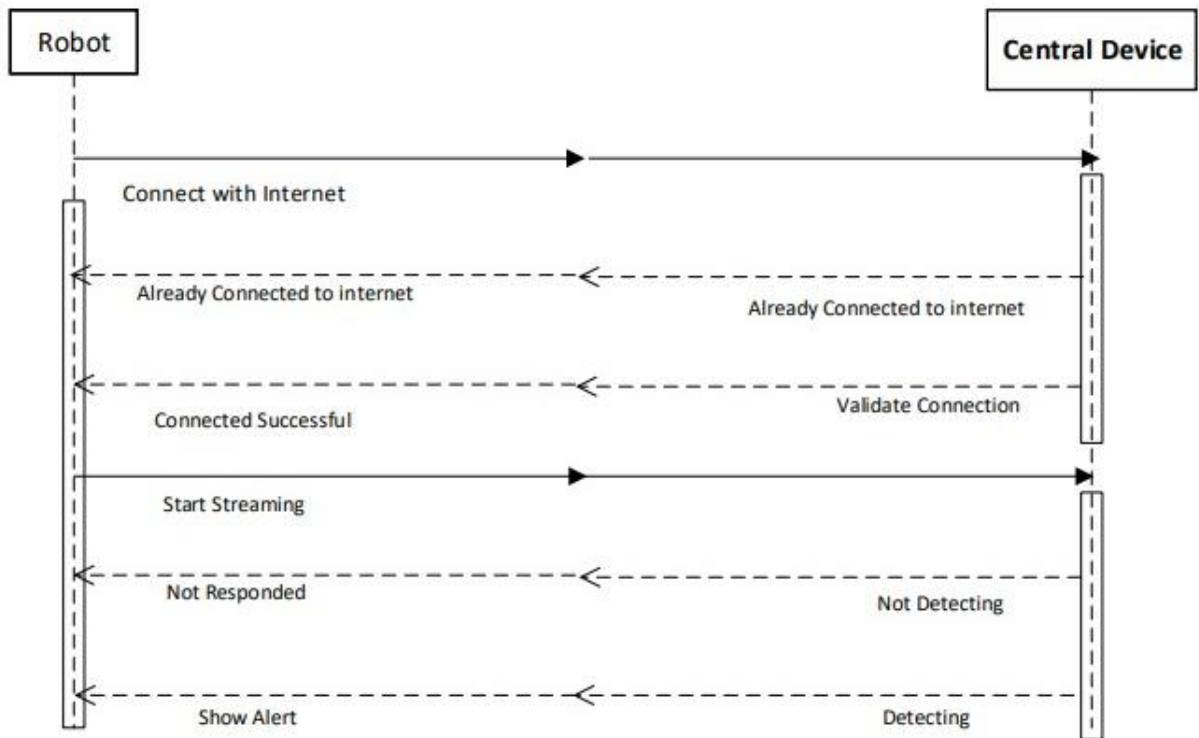 Robot
Central Device
Connect with Internet
Already Connected to internet
Already Connected to internet
Connected Successful
Validate Connection
Start Streaming
Not Responded
Not Detecting
Show Alert
Detecting